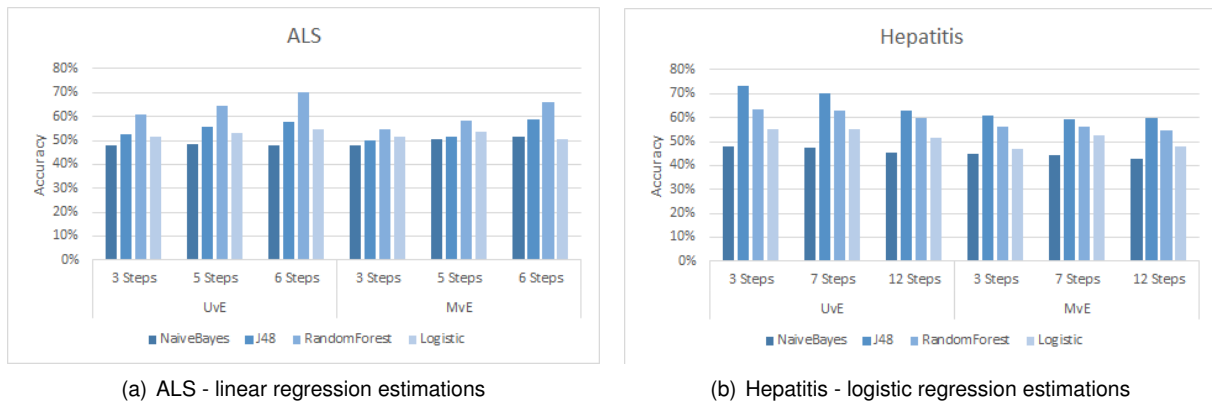 ALS
Accuracy
80%
70%
60%
50%
40%
30%
20%
10%
0%
3 Steps 5 Steps 6 Steps 3 Steps 5 Steps 6 Steps
UvE MvE
NaiveBayes J48 RandomForest Logistic
(a) ALS - linear regression estimations
Hepatitis
Accuracy
80%
70%
60%
50%
40%
30%
20%
10%
0%
3 Steps 7 Steps 12 Steps 3 Steps 7 Steps 12 Steps
UvE MvE
NaiveBayes J48 RandomForest Logistic
(b) Hepatitis - logistic regression estimations